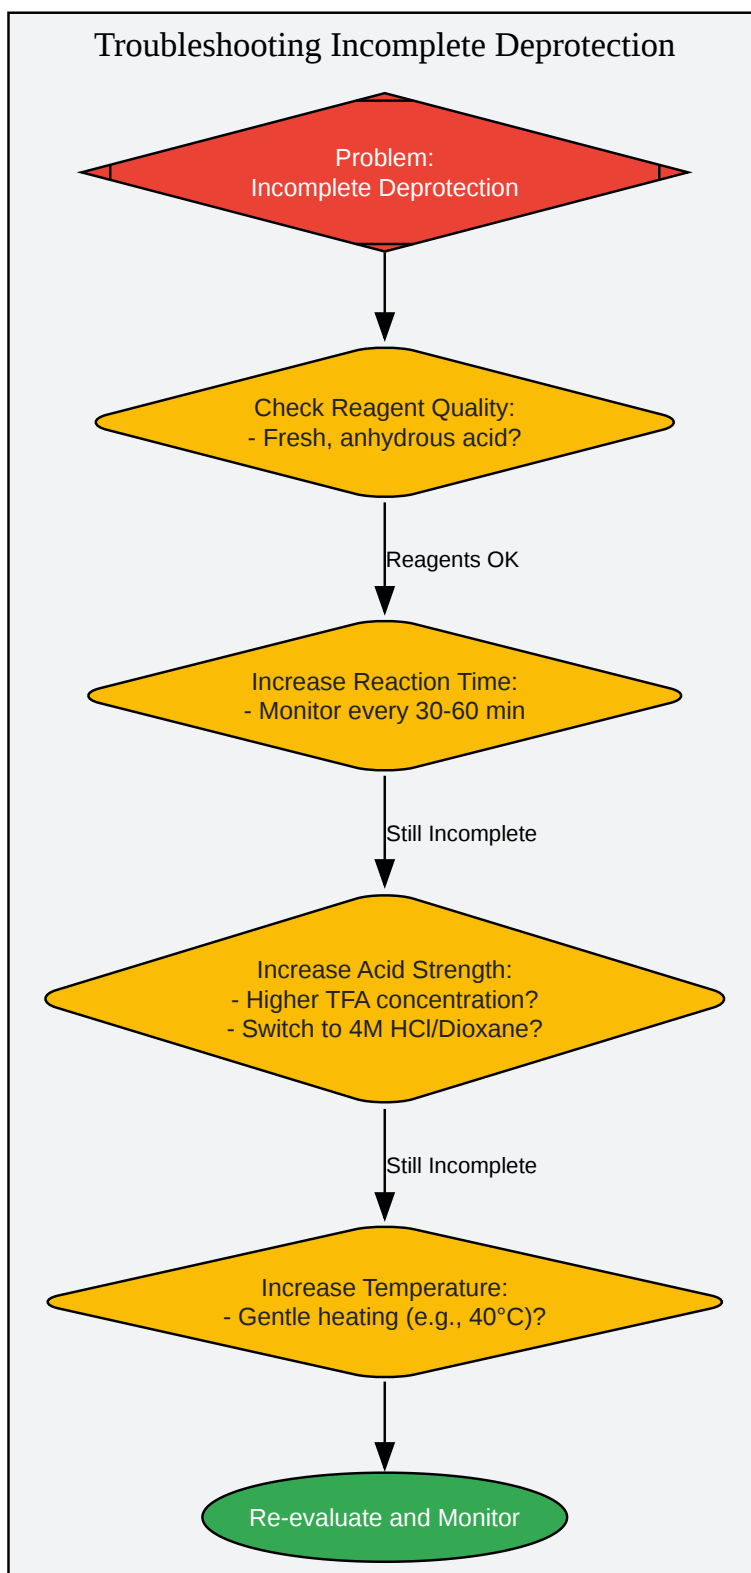 Troubleshooting Incomplete Deprotection
Problem:
Incomplete Deprotection
Check Reagent Quality:
- Fresh, anhydrous acid?
Reagents OK
Increase Reaction Time:
- Monitor every 30-60 min
Still Incomplete
Increase Acid Strength:
- Higher TFA concentration?
- Switch to 4M HCl/Dioxane?
Still Incomplete
Increase Temperature:
- Gentle heating (e.g., 40°C)?
Re-evaluate and Monitor